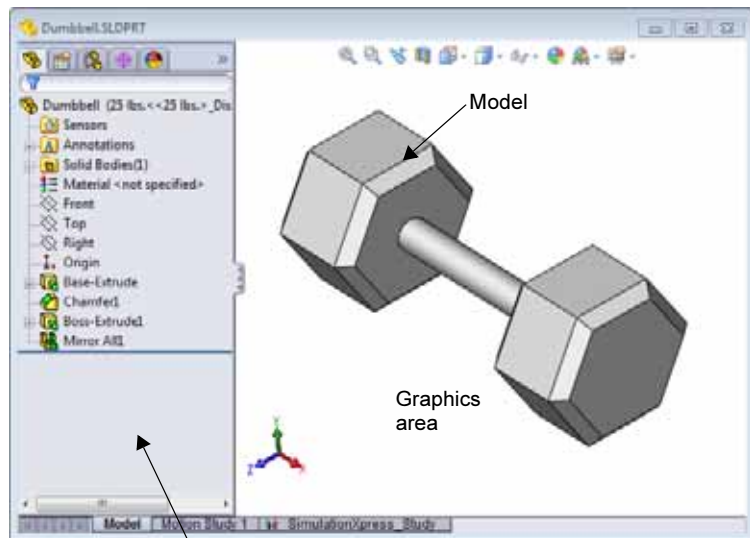 Dumbbell.SLDPRT
»
Dumbbell (25 lbs.<<25 lbs.>_Dis
Sensors
Annotations
Solid Bodies(1)
Material <not specified>
Front
Top
Right
Origin
Base-Extrude
Chamfer1
Boss-Extrude1
Mirror All1
Model
Graphics
area
Y
Z
X
Model
Motion Study 1
SimulationXpress_Study